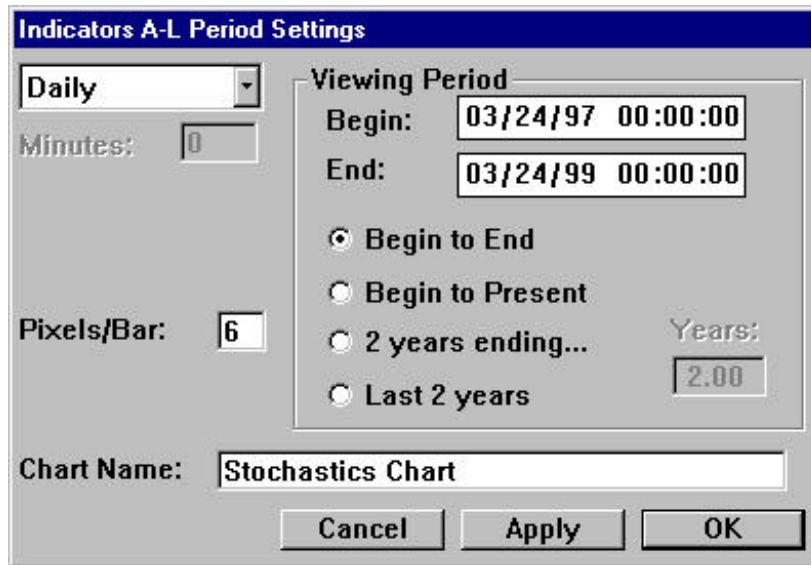 Indicators A-L Period Settings
Daily
Minutes: 0
Viewing Period
Begin: 03/24/97 00:00:00
End: 03/24/99 00:00:00
Begin to End
Begin to Present
Pixels/Bar: 6
2 years ending...
Years:
2.00
Last 2 years
Chart Name: Stochastics Chart
Cancel Apply OK